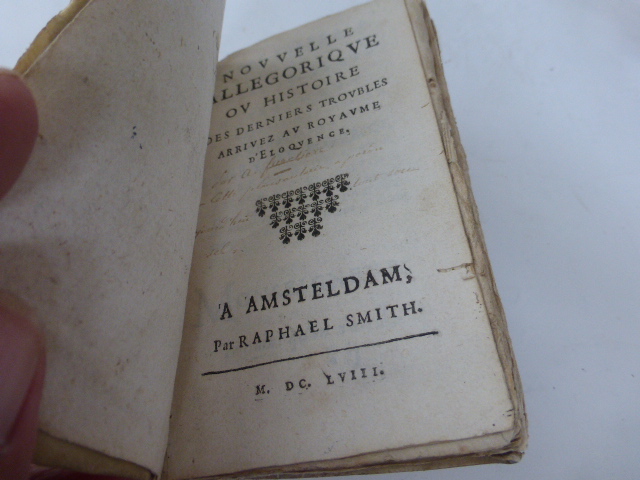 NOVVELLE
ALLEGORIQVE
OV HISTOIRE
DES DERNIERS TROVBLES
ARRIVEZ AV ROYAVME
D'ELOQVENCE.
A AMSTELDAM,
Par RAPHAEL SMITH.
M. DC. LVIII.